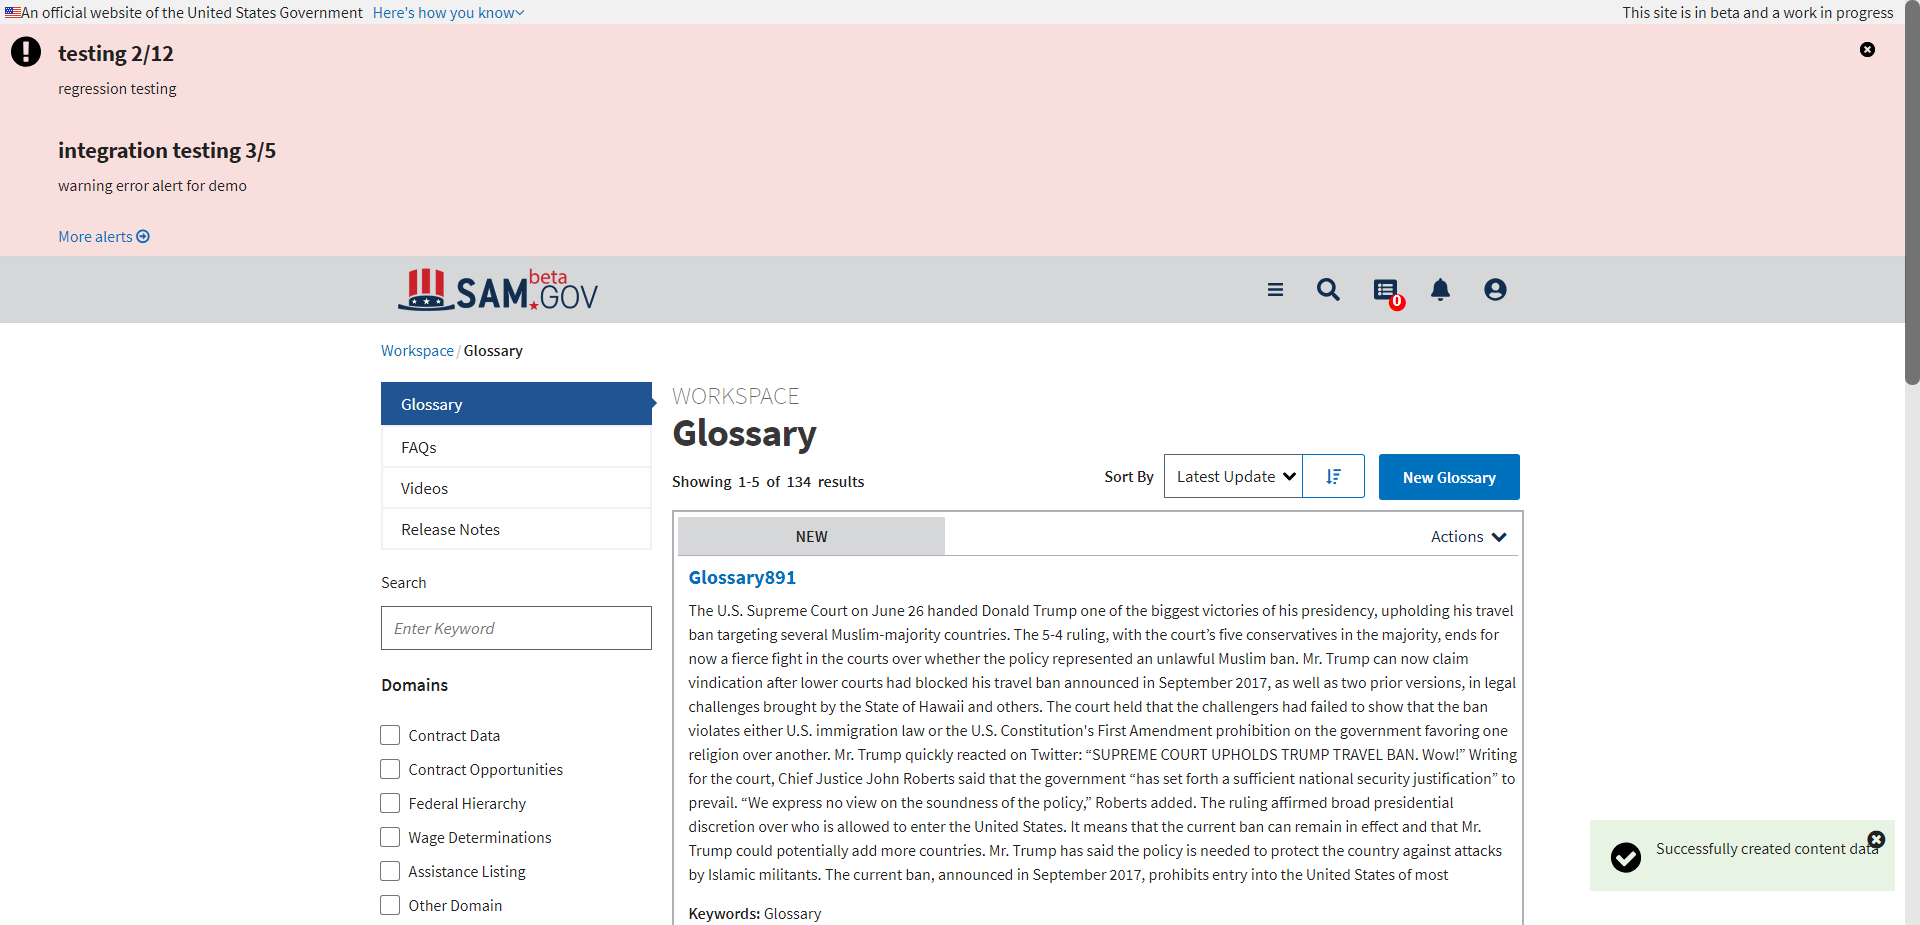 An official website of the United States Government Here's how you know
This site is in beta and a work in progress
testing 2/12
regression testing
integration testing 3/5
warning error alert for demo
More alerts
SAM.GOV beta
0
Workspace / Glossary
Glossary
FAQs
Videos
Release Notes
Search
Enter Keyword
Domains
Contract Data
Contract Opportunities
Federal Hierarchy
Wage Determinations
Assistance Listing
Other Domain
WORKSPACE
Glossary
Showing 1-5 of 134 results
Sort By Latest Update
New Glossary
NEW
Actions
Glossary891
The U.S. Supreme Court on June 26 handed Donald Trump one of the biggest victories of his presidency, upholding his travel
ban targeting several Muslim-majority countries. The 5-4 ruling, with the court’s five conservatives in the majority, ends for
now a fierce fight in the courts over whether the policy represented an unlawful Muslim ban. Mr. Trump can now claim
vindication after lower courts had blocked his travel ban announced in September 2017, as well as two prior versions, in legal
challenges brought by the State of Hawaii and others. The court held that the challengers had failed to show that the ban
violates either U.S. immigration law or the U.S. Constitution's First Amendment prohibition on the government favoring one
religion over another. Mr. Trump quickly reacted on Twitter: “SUPREME COURT UPHOLDS TRUMP TRAVEL BAN. Wow!” Writing
for the court, Chief Justice John Roberts said that the government “has set forth a sufficient national security justification” to
prevail. “We express no view on the soundness of the policy,” Roberts added. The ruling affirmed broad presidential
discretion over who is allowed to enter the United States. It means that the current ban can remain in effect and that Mr.
Trump could potentially add more countries. Mr. Trump has said the policy is needed to protect the country against attacks
by Islamic militants. The current ban, announced in September 2017, prohibits entry into the United States of most
Keywords: Glossary
Successfully created content data